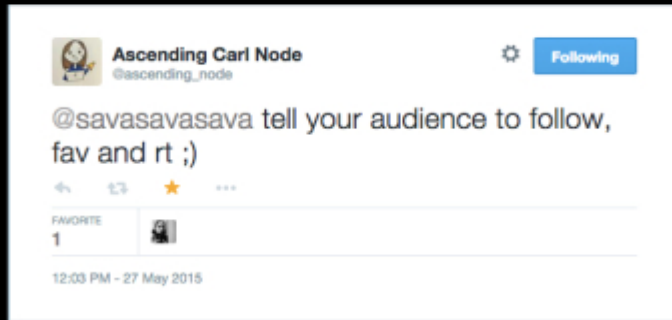 Ascending Carl Node
@ascending_node
Following
@savasavasava tell your audience to follow,
fav and rt ;)
FAVORITE
1
12:03 PM - 27 May 2015